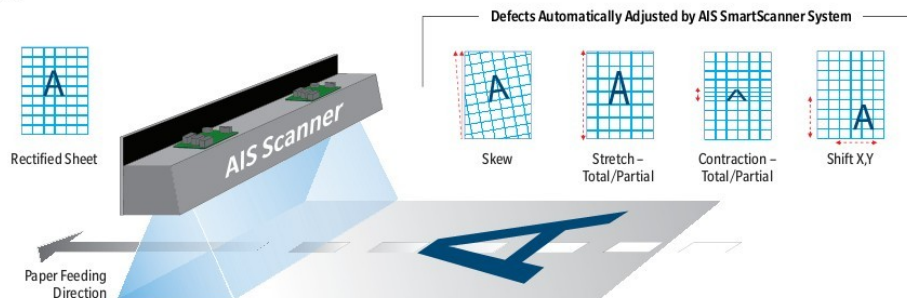 Defects Automatically Adjusted by AIS SmartScanner System
A
Rectified Sheet
AIS Scanner
A
Skew
A
Stretch –
Total/Partial
A
Contraction –
Total/Partial
A
Shift X,Y
A
Paper Feeding
Direction